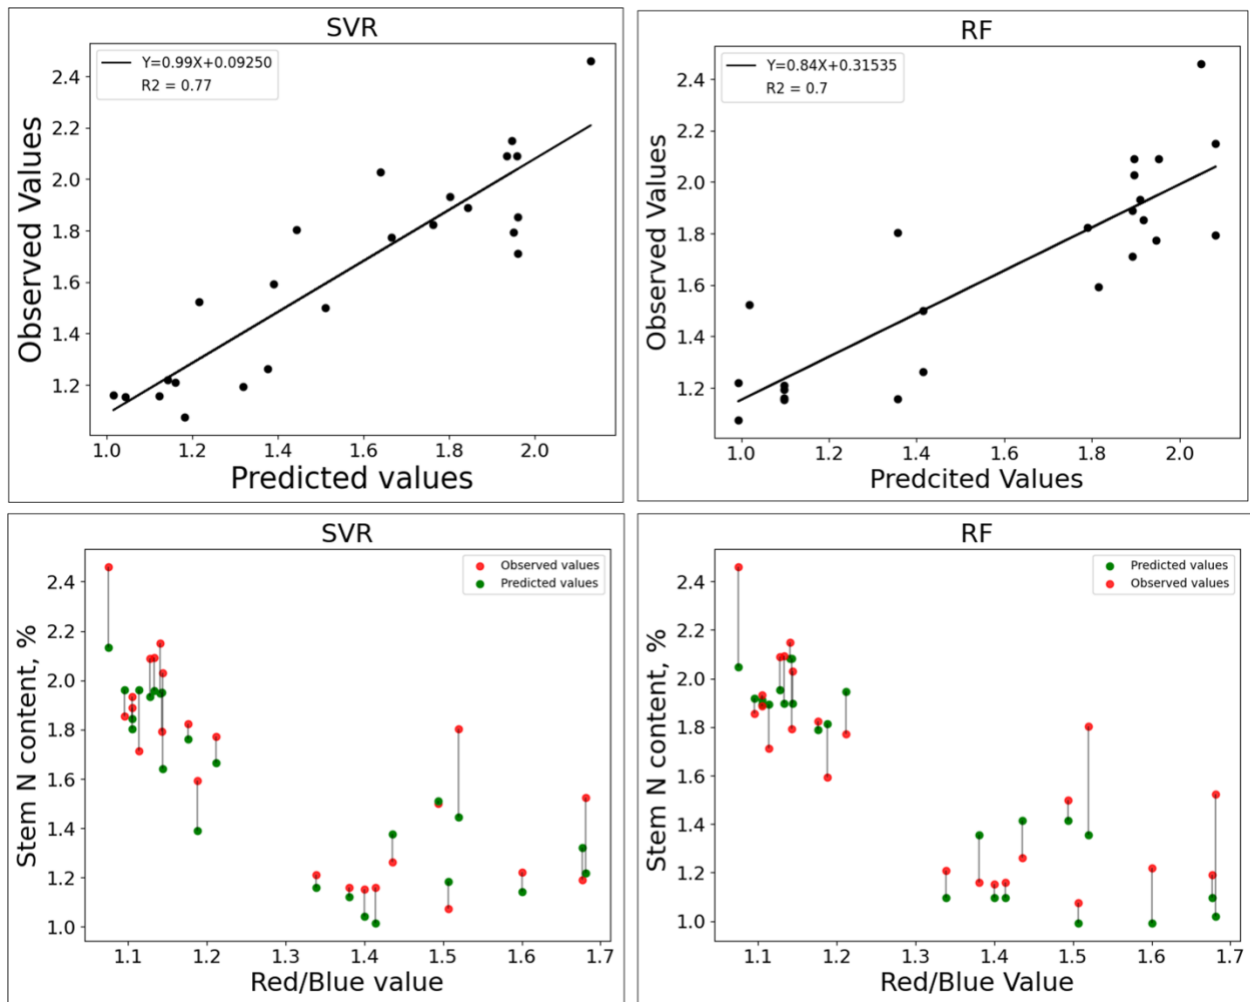 SVR
Y=0.99X+0.09250
R2 = 0.77
Observed Values
2.4
2.2
2.0
1.8
1.6
1.4
1.2
1.0 1.2 1.4 1.6 1.8 2.0
Predicted values
RF
Y=0.84X+0.31535
R2 = 0.7
Observed Values
2.4
2.2
2.0
1.8
1.6
1.4
1.2
1.0 1.2 1.4 1.6 1.8 2.0
Predcited Values
SVR
Observed values
Predicted values
Stem N content, %
2.4
2.2
2.0
1.8
1.6
1.4
1.2
1.0
1.1 1.2 1.3 1.4 1.5 1.6 1.7
Red/Blue value
RF
Predicted values
Observed values
Stem N content, %
2.4
2.2
2.0
1.8
1.6
1.4
1.2
1.0
1.1 1.2 1.3 1.4 1.5 1.6 1.7
Red/Blue Value